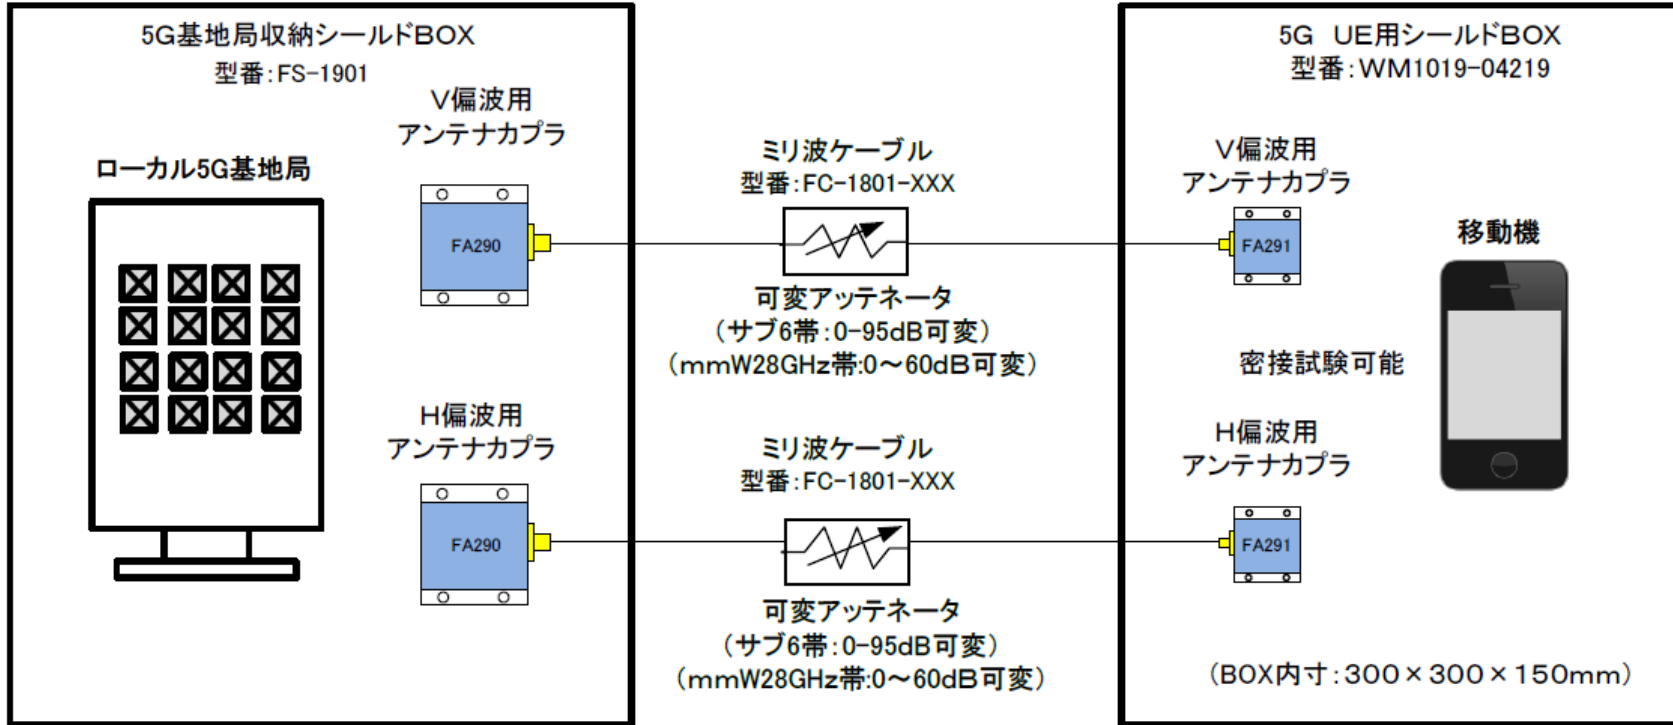 5G基地局収納シールドBOX
型番：FS-1901
V偏波用
アンテナカプラ
ローカル5G基地局
FA290
H偏波用
アンテナカプラ
FA290
ミリ波ケーブル
型番：FC-1801-XXX
可変アッテネータ
（サブ6帯：0-95dB可変）
（mmW28GHz帯:0～60dB可変）
ミリ波ケーブル
型番：FC-1801-XXX
可変アッテネータ
（サブ6帯：0-95dB可変）
（mmW28GHz帯:0～60dB可変）
5G　UE用シールドBOX
型番：WM1019-04219
V偏波用
アンテナカプラ
FA291
移動機
密接試験可能
H偏波用
アンテナカプラ
FA291
（BOX内寸：300×300×150mm）